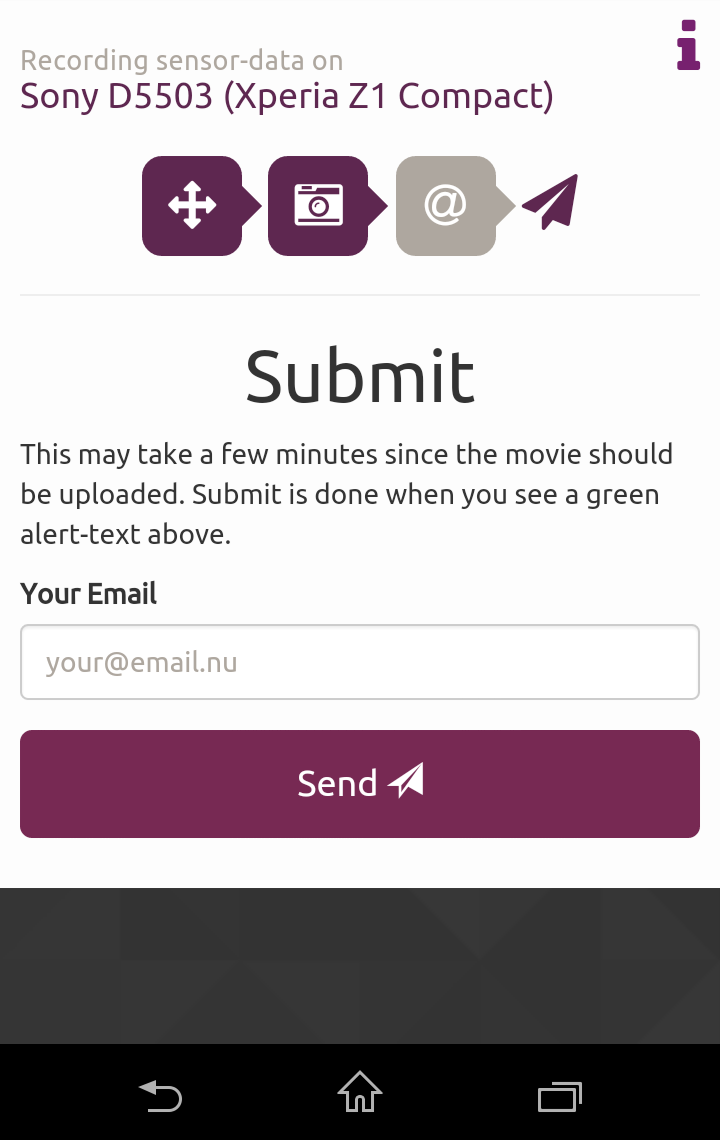 Recording sensor-data on
Sony D5503 (Xperia Z1 Compact)
@
Submit
This may take a few minutes since the movie should
be uploaded. Submit is done when you see a green
alert-text above.
Your Email
your@email.nu
Send